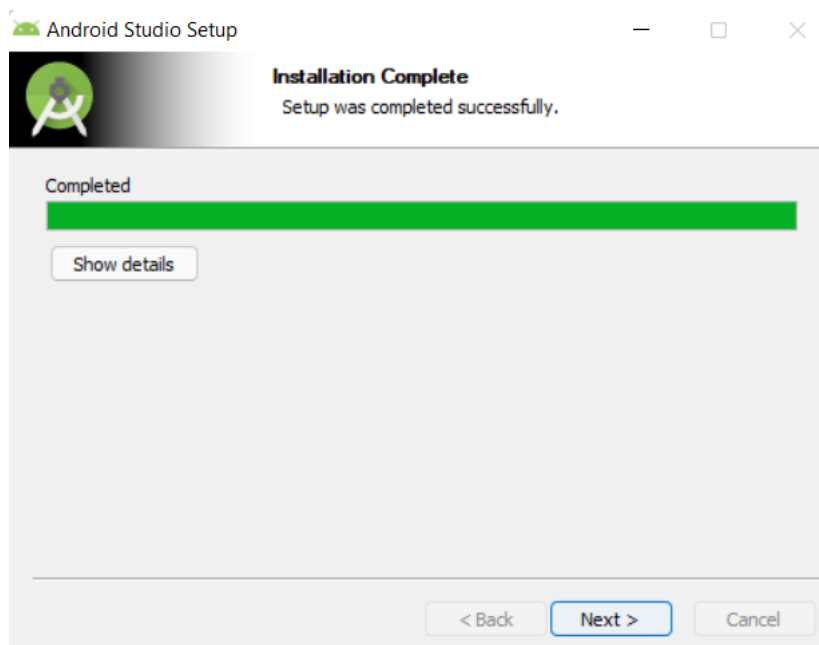 Android Studio Setup
Installation Complete
Setup was completed successfully.
Completed
Show details
< Back
Next >
Cancel